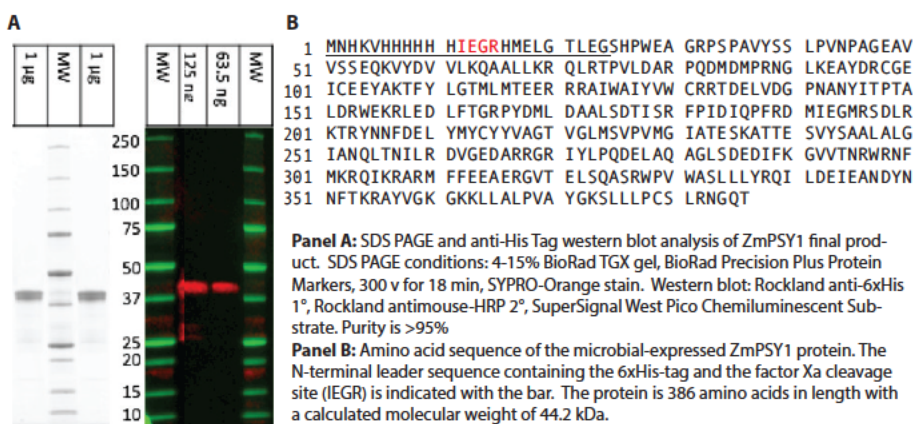 A
1 µg
MW
1 µg
MW
125 ng
63.5 ng
MW
250
150
100
75
50
37
25
20
15
10
B
1 MNHKVHHHHH HIEGRHMELG TLEGSHPWEA GRPSPAVYSS LPVNPAGEAV
51 VSSEQKVYDV VLKQAALLKR QLRTPVLDAR PQDMDMPRNG LKEAYDRCGE
101 ICEEYAKTFY LGTMLMTEER RRAIWAIYVW CRRTDELVDG PNANYITPTA
151 LDRWEKRLED LFTGRPYDML DAALSDTISR FPIDIQPFRD MIEGMRSDLR
201 KTRYNNFDEL YMYCYYVAGT VGLMSVPVMG IATESKATTE SVYSAALALG
251 IANQLTNILR DVGEDARRGR IYLPQDELAQ AGLSDEDIFK GVVTNRWRNF
301 MKRQIKRARM FFEEAERGVT ELSQASRWPV WASLLLYRQI LDEIEANDYN
351 NFTKRAYVGK GKKLLALPVA YGKSLLLPCS LRNGQT
Panel A: SDS PAGE and anti-His Tag western blot analysis of ZmPSY1 final prod-
uct. SDS PAGE conditions: 4-15% BioRad TGX gel, BioRad Precision Plus Protein
Markers, 300 v for 18 min, SYPRO-Orange stain. Western blot: Rockland anti-6xHis
1°, Rockland antimouse-HRP 2°, SuperSignal West Pico Chemiluminescent Sub-
strate. Purity is >95%
Panel B: Amino acid sequence of the microbial-expressed ZmPSY1 protein. The
N-terminal leader sequence containing the 6xHis-tag and the factor Xa cleavage
site (IEGR) is indicated with the bar. The protein is 386 amino acids in length with
a calculated molecular weight of 44.2 kDa.